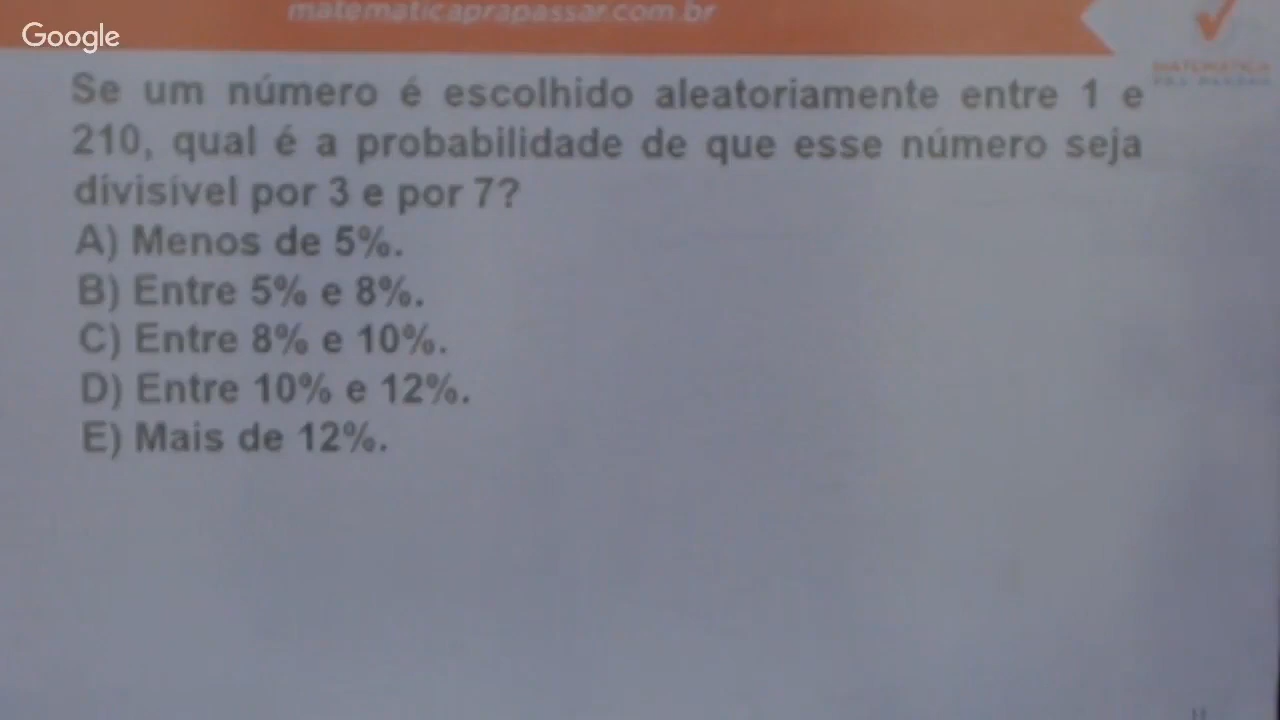 matematicaprapassar.com.br
Google
Se um número é escolhido aleatoriamente entre 1 e
210, qual é a probabilidade de que esse número seja
divisível por 3 e por 7?
A) Menos de 5%.
B) Entre 5% e 8%.
C) Entre 8% e 10%.
D) Entre 10% e 12%.
E) Mais de 12%.